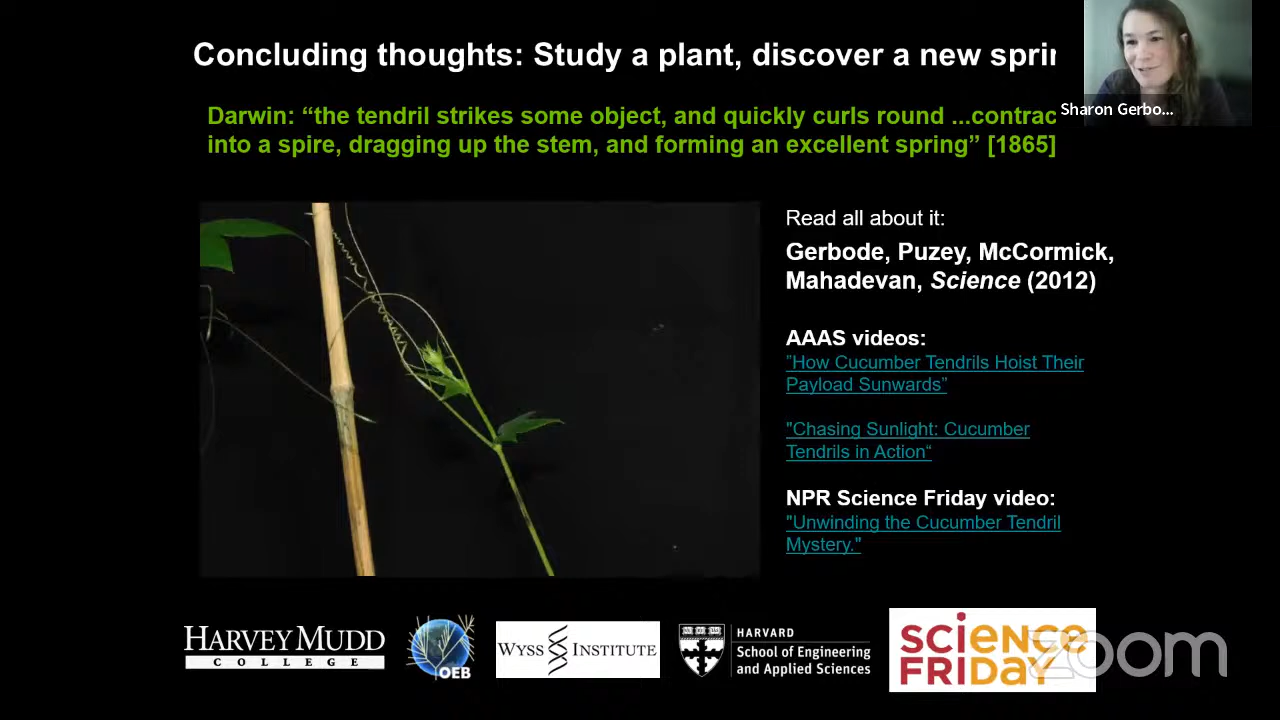 Concluding thoughts: Study a plant, discover a new sprin
Darwin: “the tendril strikes some object, and quickly curls round ...contrac
into a spire, dragging up the stem, and forming an excellent spring” [1865]
Sharon Gerbo...
Read all about it:
Gerbode, Puzey, McCormick,
Mahadevan, Science (2012)
AAAS videos:
"How Cucumber Tendrils Hoist Their
Payload Sunwards”
"Chasing Sunlight: Cucumber
Tendrils in Action“
NPR Science Friday video:
"Unwinding the Cucumber Tendril
Mystery."
HARVEY MUDD
COLLEGE
OEB
WYSS INSTITUTE
HARVARD
School of Engineering
and Applied Sciences
SCIENCE
FRIDAY
zoom